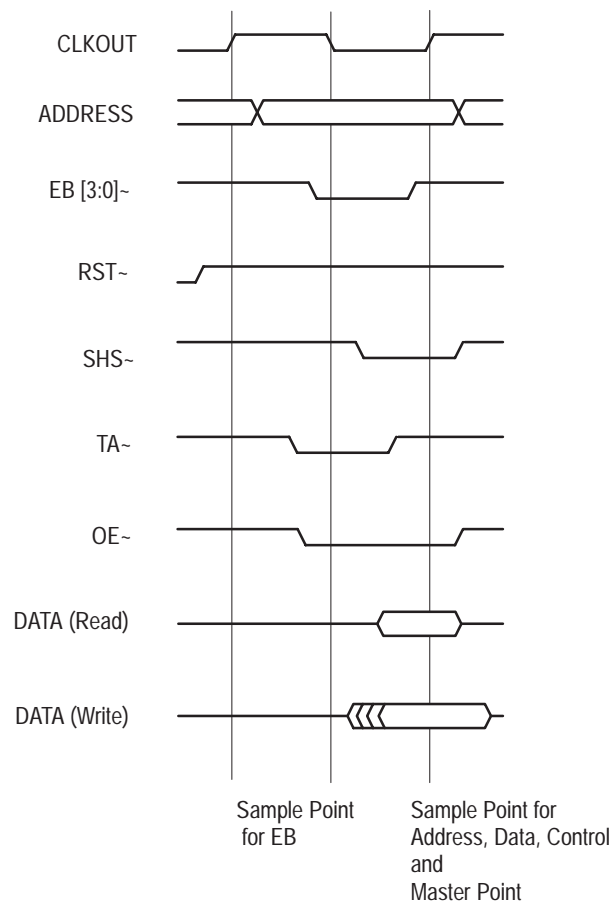 CLKOUT
ADDRESS
EB [3:0]~
RST~
SHS~
TA~
OE~
DATA (Read)
DATA (Write)
Sample Point
for EB
Sample Point for
Address, Data, Control
and
Master Point